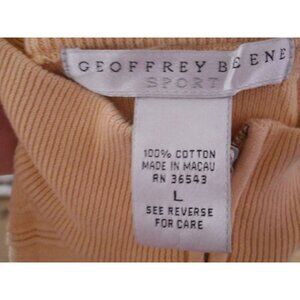 GEOFFREY BEENE
SPORT
100% COTTON
MADE IN MACAU
RN 36543
L
SEE REVERSE
FOR CARE